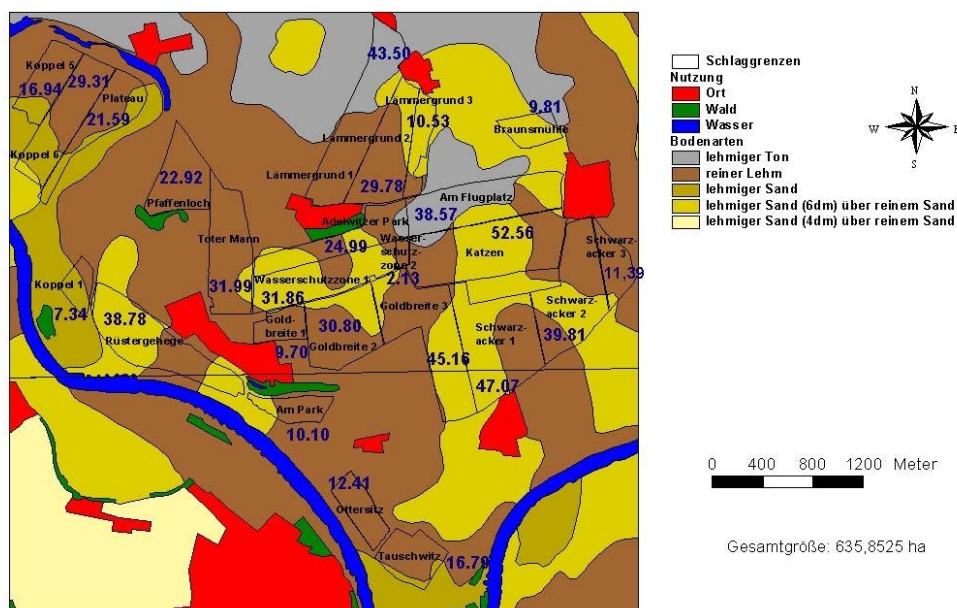 43.50
Koppel 5
16.94
29.31
Plateau
21.59
Lämmergrund 3
10.53
9.81
Braunsmühle
Koppel 6
Lämmergrund 2
22.92
Pfaffenloch
Lämmergrund 1
29.78
Am Flugplatz
38.57
Adelwitzer Park
Toter Mann
24.99
Wasser-
schutz-
zone 2
2.13
52.56
Katzen
Schwarz-
acker 3
11,39
Koppel 1
7.34
38.78
Rüstergehege
31.99
Wasserschutzzone 1
31.86
Gold-
breite 1
9.70
30.80
Goldbreite 2
Goldbreite 3
45.16
Schwarz-
acker 1
47.07
Schwarz-
acker 2
39.81
Am Park
10.10
12.41
Ottersitz
Tauschwitz
16.79
Schlaggrenzen
Nutzung
Ort
Wald
Wasser
Bodenarten
lehmiger Ton
reiner Lehm
lehmiger Sand
lehmiger Sand (6dm) über reinem Sand
lehmiger Sand (4dm) über reinem Sand
N
W E
S
0 400 800 1200 Meter
Gesamtgröße: 635,8525 ha